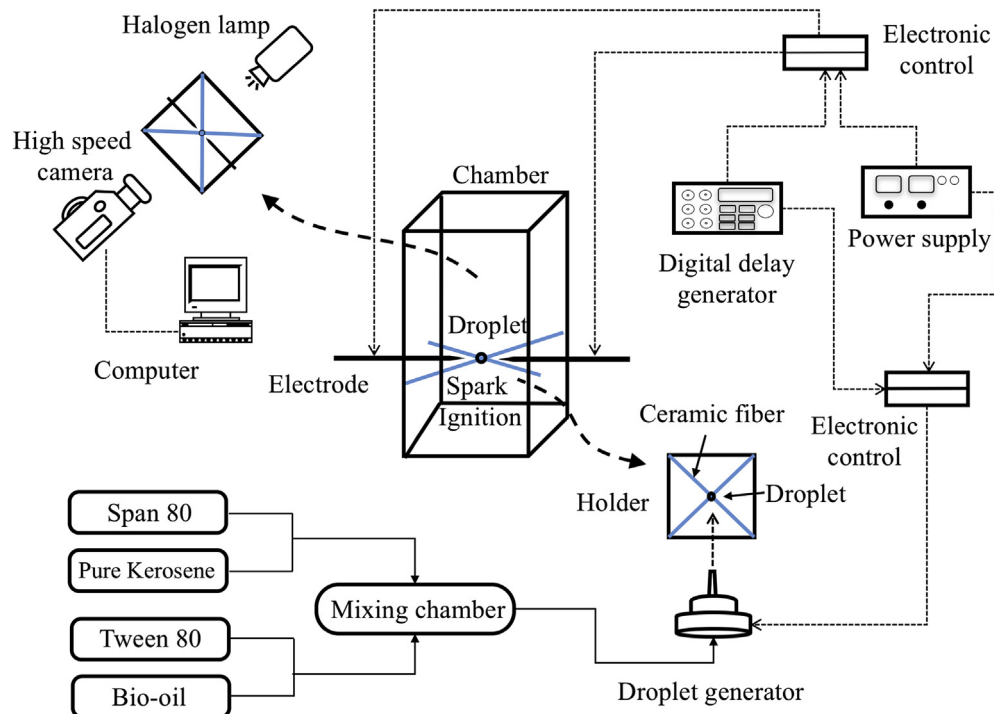 Halogen lamp
Electronic
control
High speed
camera
Chamber
Digital delay
generator
Power supply
Droplet
Computer
Electrode
Spark
Ignition
Ceramic fiber
Electronic
control
Holder
Droplet
Span 80
Pure Kerosene
Mixing chamber
Tween 80
Bio-oil
Droplet generator